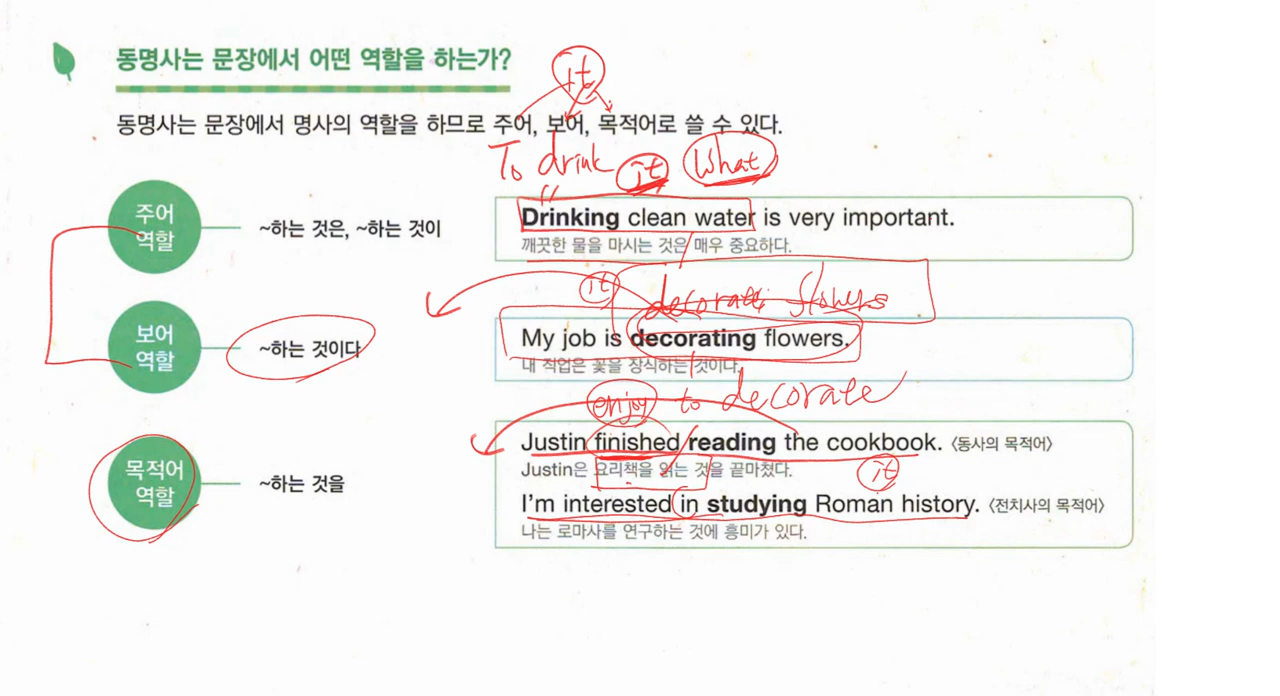 동명사는 문장에서 어떤 역할을 하는가?
it
동명사는 문장에서 명사의 역할을 하므로 주어, 보어, 목적어로 쓸 수 있다.
To drink it What
주어
역할
~하는 것은, ~하는 것이
Drinking clean water is very important.
깨끗한 물을 마시는 것은 매우 중요하다.
it decorate flowers
보어
역할
~하는 것이다
My job is decorating flowers.
내 직업은 꽃을 장식하는 것이다.
enjoy to decorate
목적어
역할
~하는 것을
Justin finished reading the cookbook. <동사의 목적어>
Justin은 요리책을 읽는 것을 끝마쳤다.
it
I'm interested in studying Roman history. <전치사의 목적어>
나는 로마사를 연구하는 것에 흥미가 있다.